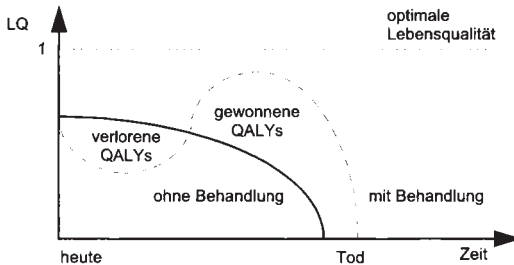 optimale
Lebensqualität
LQ
1
gewonnene
QALYs
verlorene
QALYs
ohne Behandlung
mit Behandlung
heute
Tod
Zeit